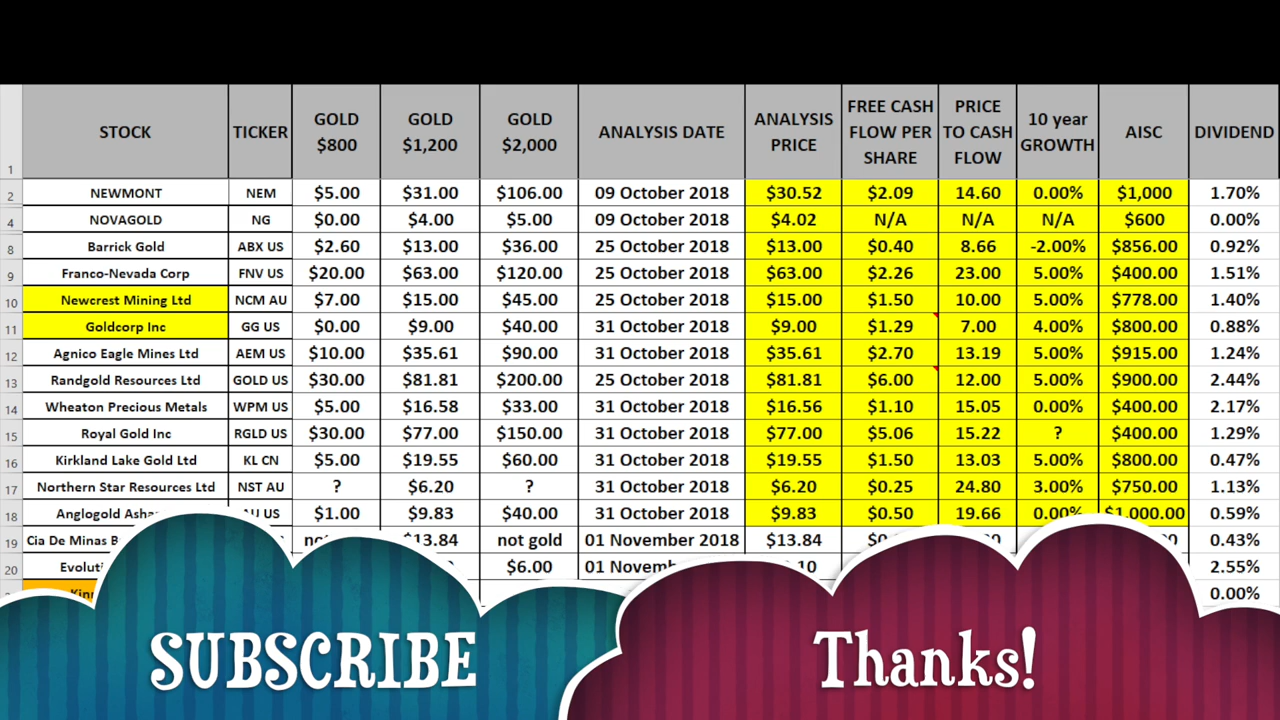 STOCK TICKER GOLD $800 GOLD $1,200 GOLD $2,000 ANALYSIS DATE ANALYSIS PRICE FREE CASH FLOW PER SHARE PRICE TO CASH FLOW 10 year GROWTH AISC DIVIDEND
1
2 NEWMONT NEM $5.00 $31.00 $106.00 09 October 2018 $30.52 $2.09 14.60 0.00% $1,000 1.70%
4 NOVAGOLD NG $0.00 $4.00 $5.00 09 October 2018 $4.02 N/A N/A N/A $600 0.00%
8 Barrick Gold ABX US $2.60 $13.00 $36.00 25 October 2018 $13.00 $0.40 8.66 -2.00% $856.00 0.92%
9 Franco-Nevada Corp FNV US $20.00 $63.00 $120.00 25 October 2018 $63.00 $2.26 23.00 5.00% $400.00 1.51%
10 Newcrest Mining Ltd NCM AU $7.00 $15.00 $45.00 25 October 2018 $15.00 $1.50 10.00 5.00% $778.00 1.40%
11 Goldcorp Inc GG US $0.00 $9.00 $40.00 31 October 2018 $9.00 $1.29 7.00 4.00% $800.00 0.88%
12 Agnico Eagle Mines Ltd AEM US $10.00 $35.61 $90.00 31 October 2018 $35.61 $2.70 13.19 5.00% $915.00 1.24%
13 Randgold Resources Ltd GOLD US $30.00 $81.81 $200.00 25 October 2018 $81.81 $6.00 12.00 5.00% $900.00 2.44%
14 Wheaton Precious Metals WPM US $5.00 $16.58 $33.00 31 October 2018 $16.56 $1.10 15.05 0.00% $400.00 2.17%
15 Royal Gold Inc RGLD US $30.00 $77.00 $150.00 31 October 2018 $77.00 $5.06 15.22 ? $400.00 1.29%
16 Kirkland Lake Gold Ltd KL CN $5.00 $19.55 $60.00 31 October 2018 $19.55 $1.50 13.03 5.00% $800.00 0.47%
17 Northern Star Resources Ltd NST AU ? $6.20 ? 31 October 2018 $6.20 $0.25 24.80 3.00% $750.00 1.13%
18 Anglogold US $1.00 $9.83 $40.00 31 October 2018 $9.83 $0.50 19.66 0.00% $1,000.00 0.59%
19 Cia De Minas $13.84 not gold 01 November 2018 $13.84 0.43%
20 $6.00 01 2.55%
0.00%
SUBSCRIBE
Thanks!